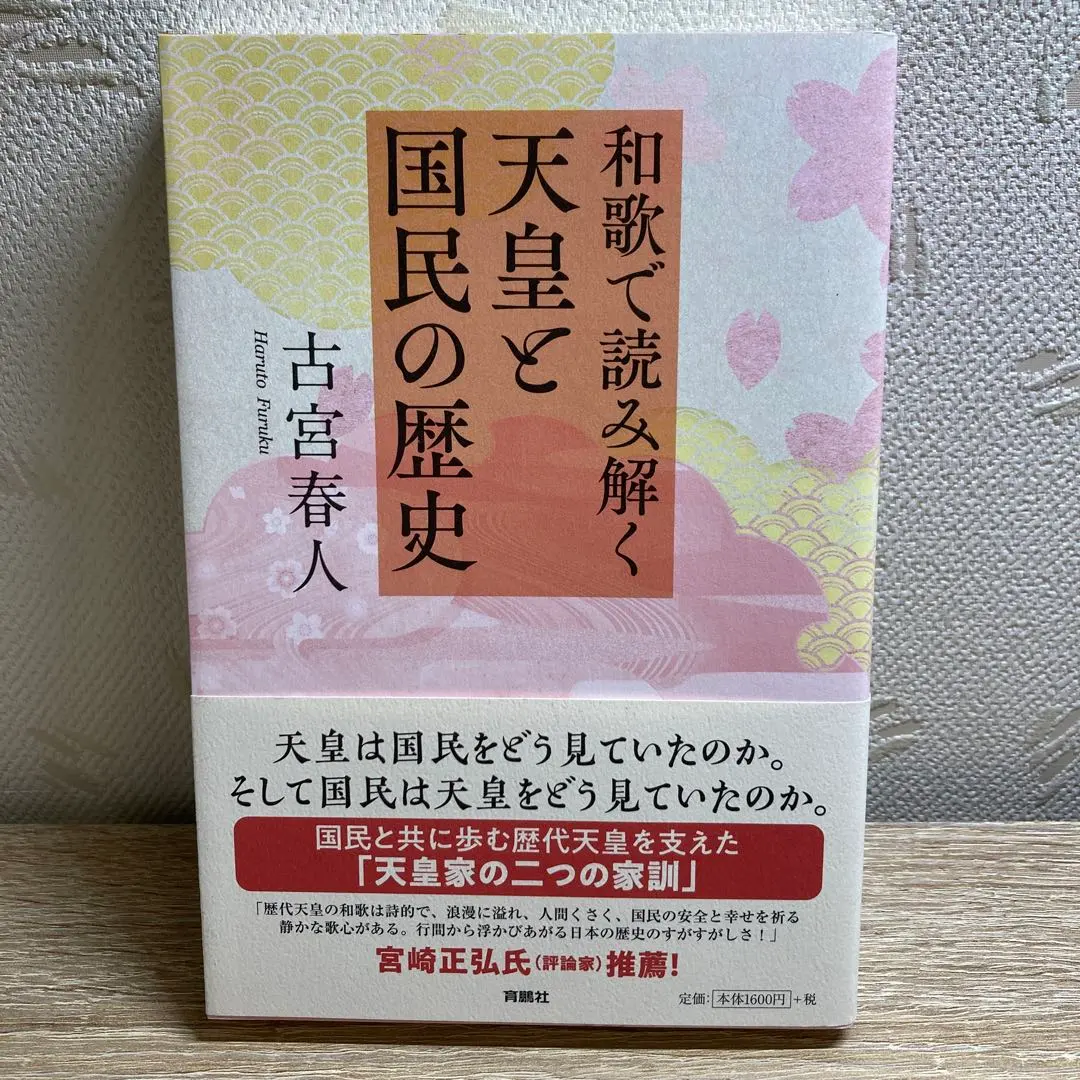 和歌で読み解く
天皇と
国民の歴史
古宮春人
Haruto Furuku
天皇は国民をどう見ていたのか。
そして国民は天皇をどう見ていたのか。
国民と共に歩む歴代天皇を支えた
「天皇家の二つの家訓」
「歴代天皇の和歌は詩的で、浪漫に溢れ、人間くさく、国民の安全と幸せを祈る
静かな歌心がある。行間から浮かびあがる日本の歴史のすがすがしさ!」
宮崎正弘氏(評論家)推薦!
育鵬社
定価:本体1600円+税